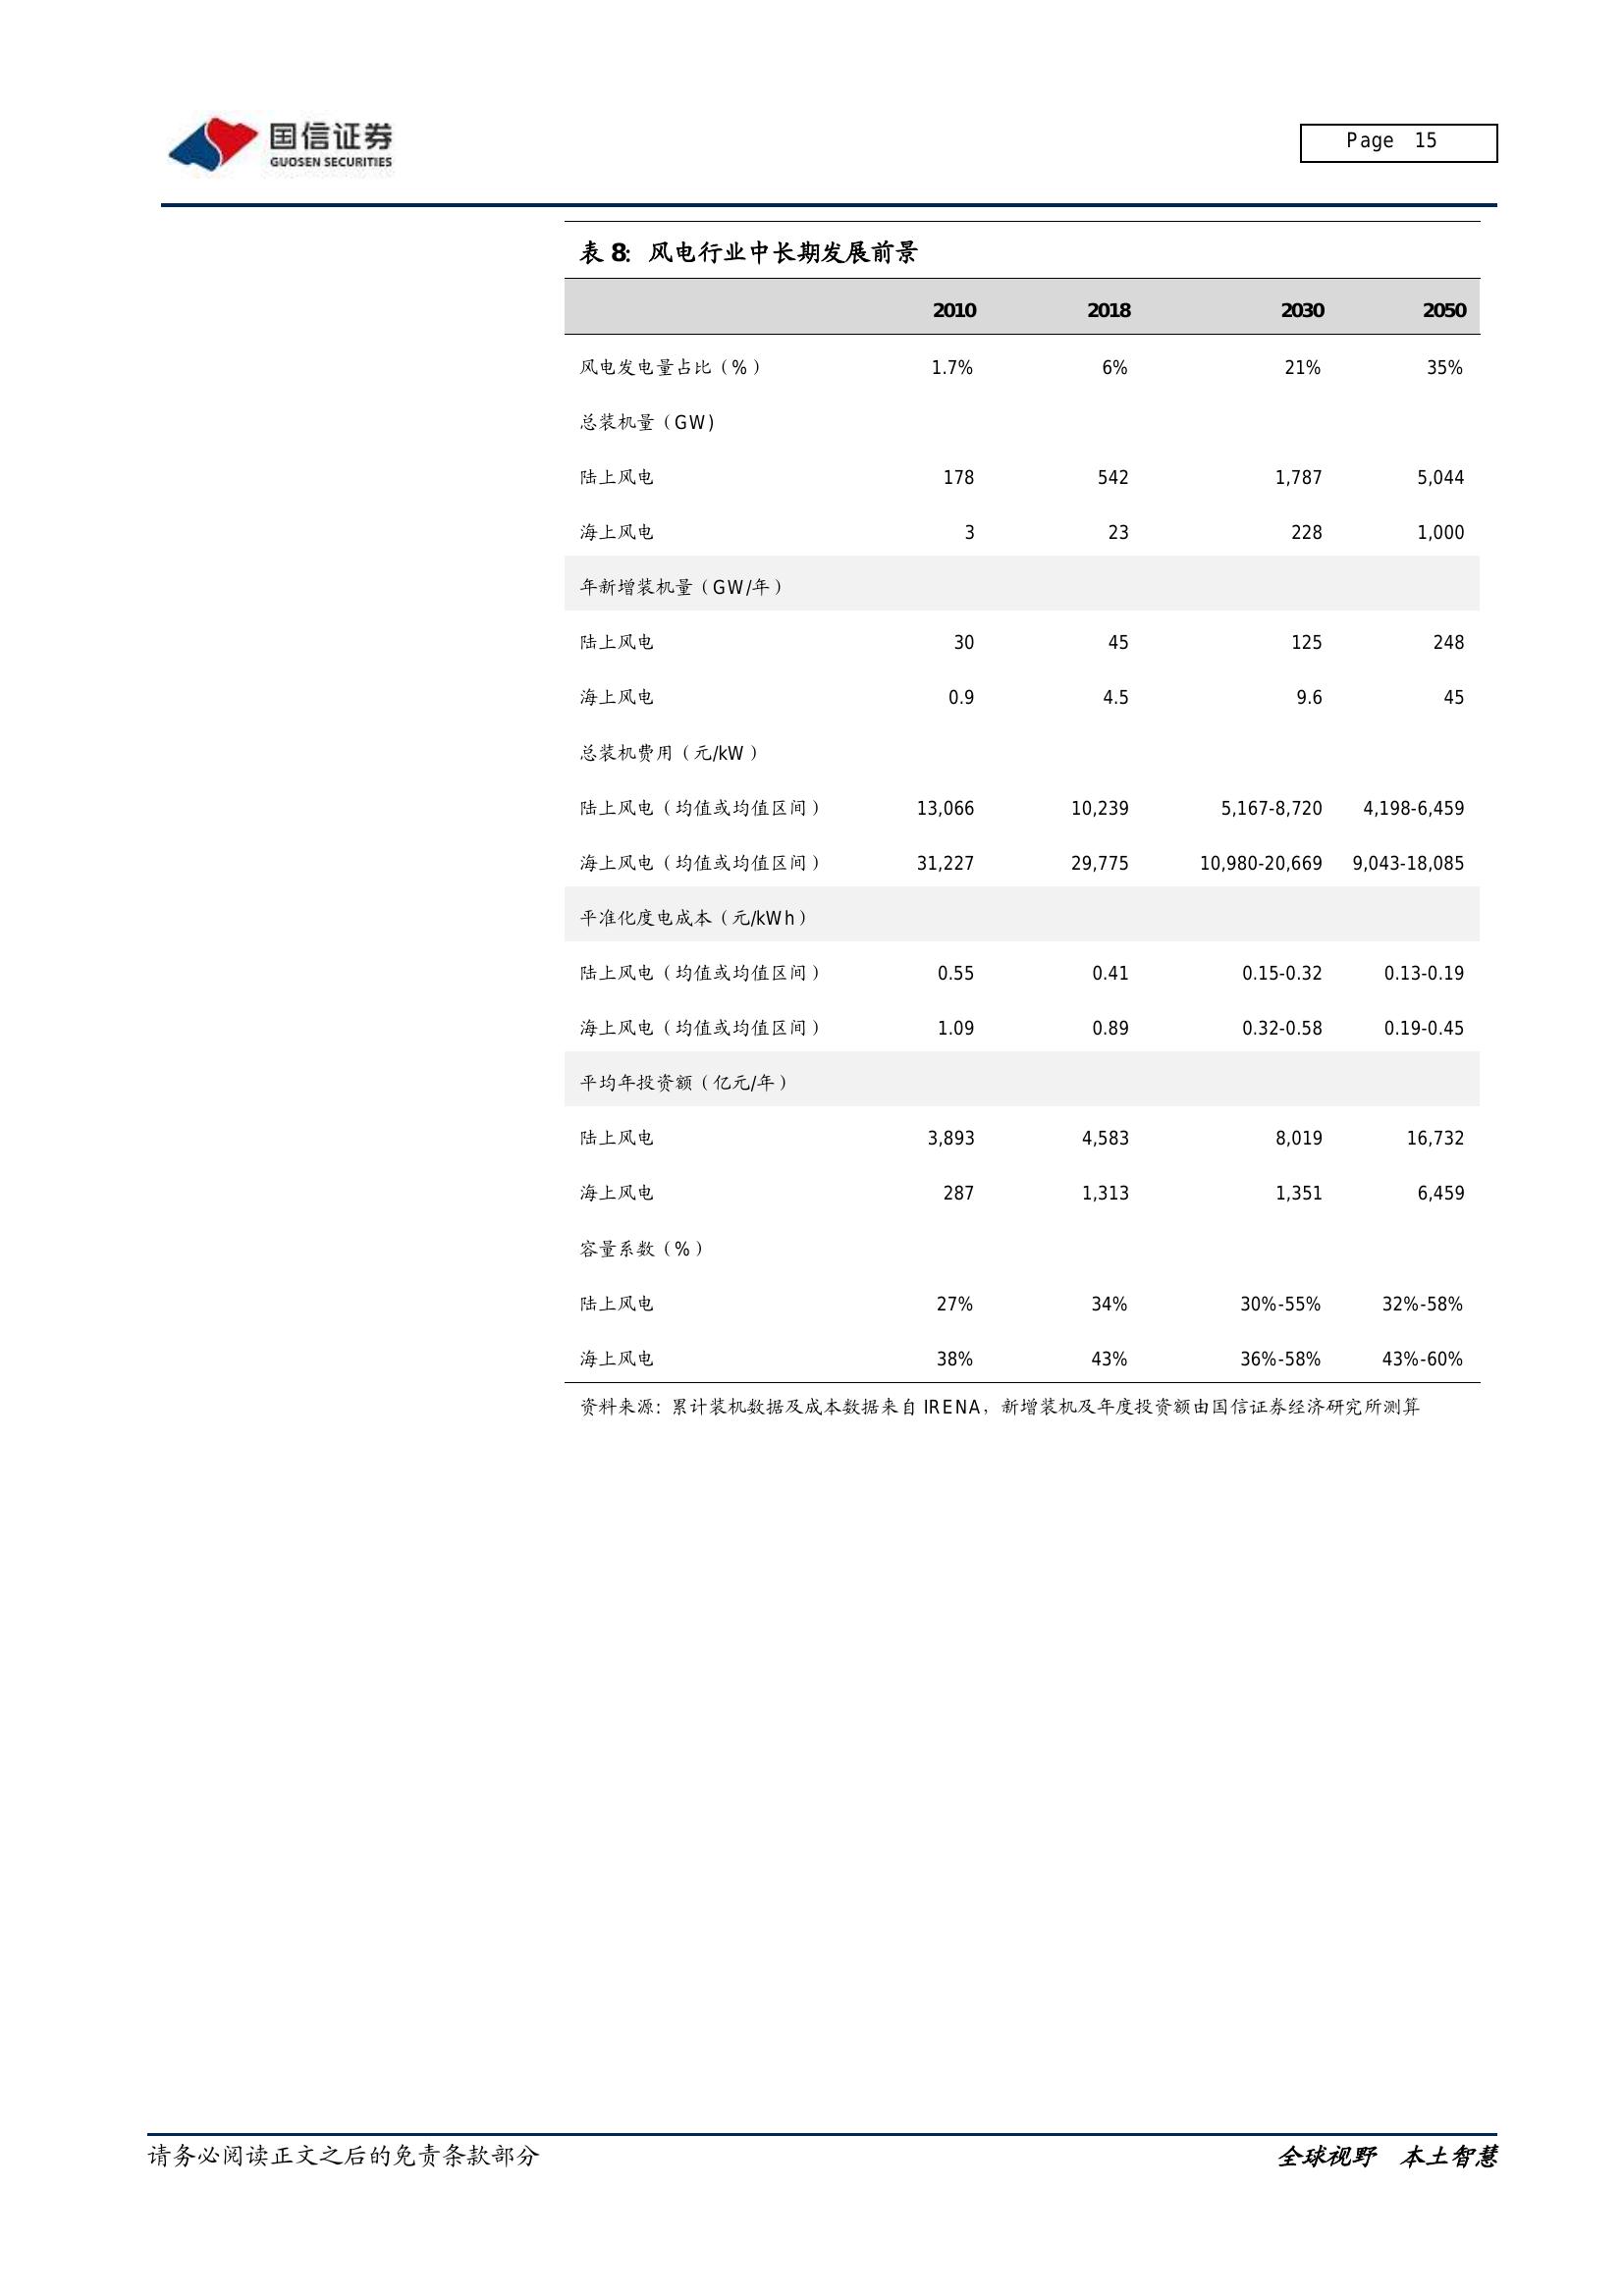 国信证券
GUOSEN SECURITIES
Page 15
表 8：风电行业中长期发展前景
2010 2018 2030 2050
风电发电量占比（%） 1.7% 6% 21% 35%
总装机量（GW)
陆上风电 178 542 1,787 5,044
海上风电 3 23 228 1,000
年新增装机量（GW/年）
陆上风电 30 45 125 248
海上风电 0.9 4.5 9.6 45
总装机费用（元/kW）
陆上风电（均值或均值区间） 13,066 10,239 5,167-8,720 4,198-6,459
海上风电（均值或均值区间） 31,227 29,775 10,980-20,669 9,043-18,085
平准化度电成本（元/kWh）
陆上风电（均值或均值区间） 0.55 0.41 0.15-0.32 0.13-0.19
海上风电（均值或均值区间） 1.09 0.89 0.32-0.58 0.19-0.45
平均年投资额（亿元/年）
陆上风电 3,893 4,583 8,019 16,732
海上风电 287 1,313 1,351 6,459
容量系数（%）
陆上风电 27% 34% 30%-55% 32%-58%
海上风电 38% 43% 36%-58% 43%-60%
资料来源：累计装机数据及成本数据来自 IRENA，新增装机及年度投资额由国信证券经济研究所测算
请务必阅读正文之后的免责条款部分
全球视野 本土智慧